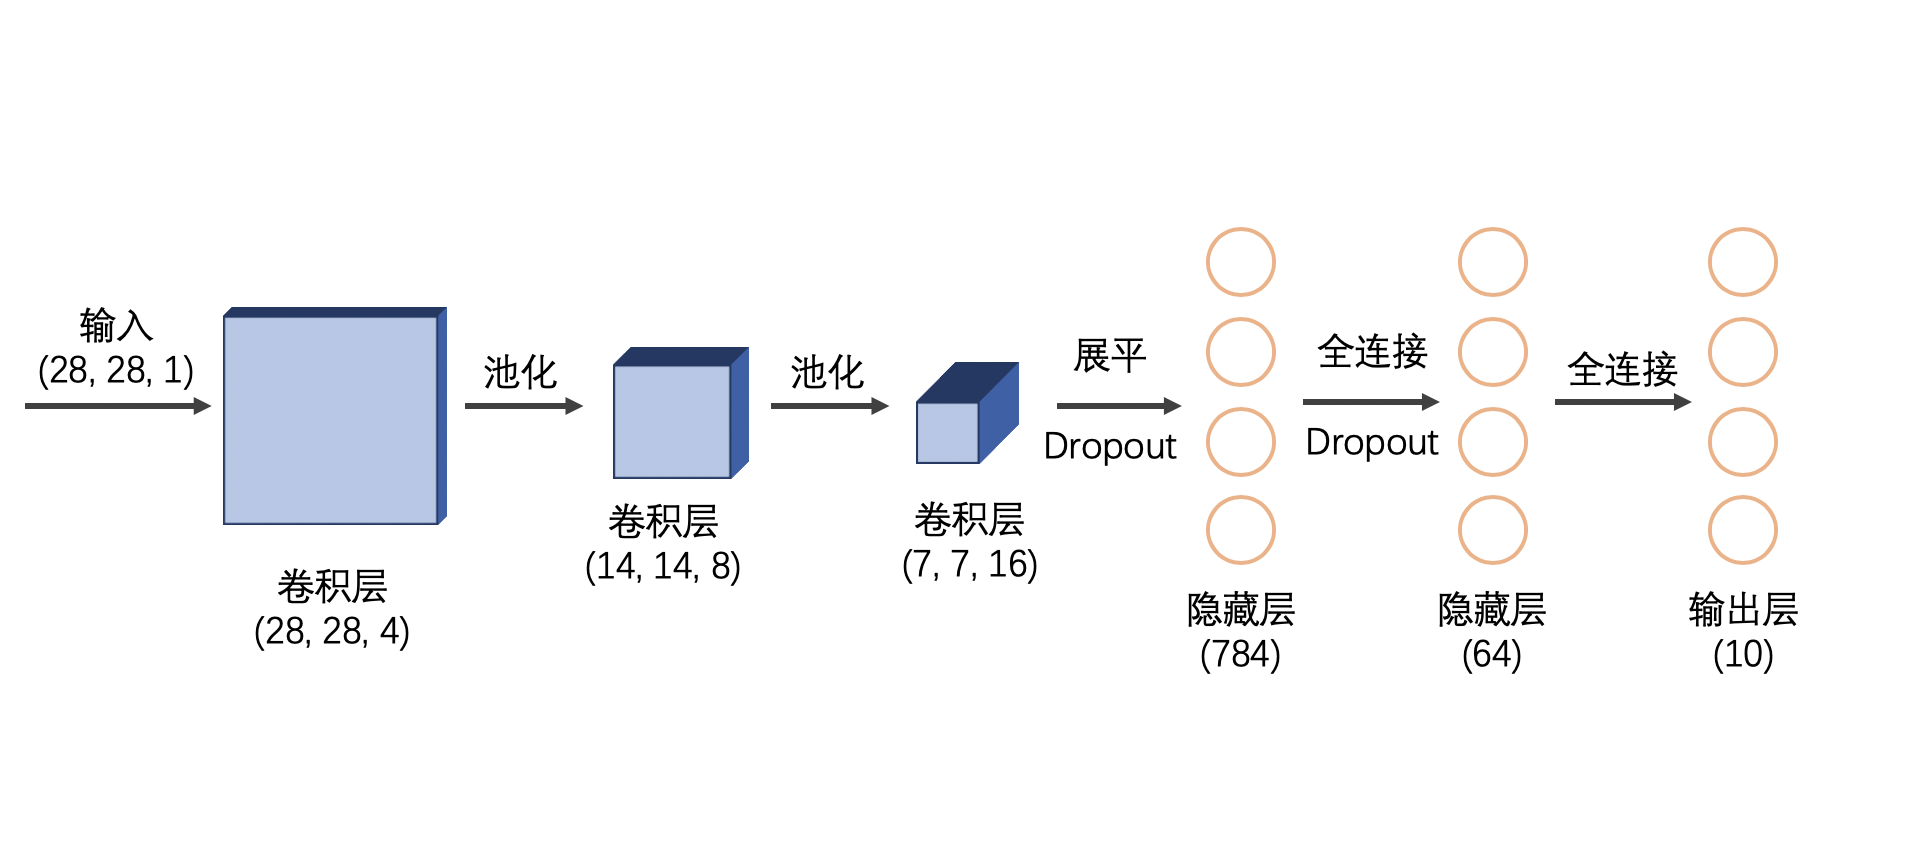 输入
(28, 28, 1)
卷积层
(28, 28, 4)
池化
卷积层
(14, 14, 8)
池化
卷积层
(7, 7, 16)
展平
Dropout
隐藏层
(784)
全连接
Dropout
隐藏层
(64)
全连接
输出层
(10)